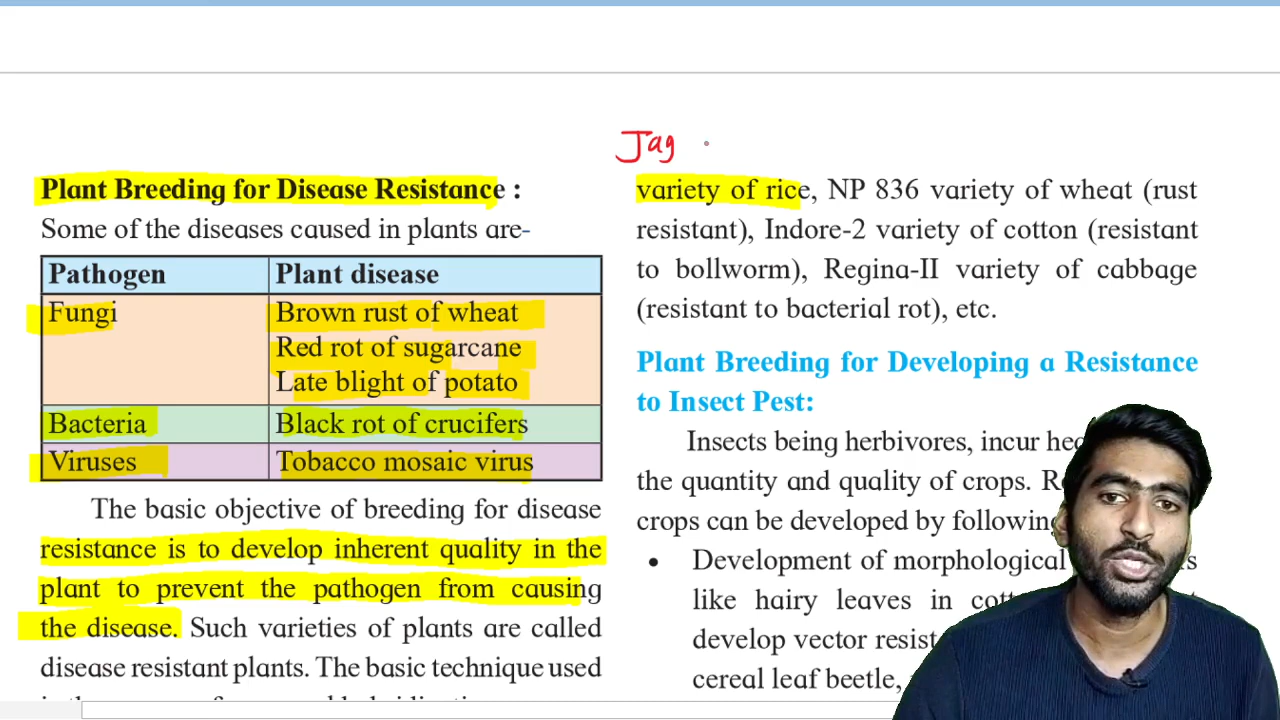 Plant Breeding for Disease Resistance :
Some of the diseases caused in plants are-
Pathogen Plant disease
Fungi Brown rust of wheat
Red rot of sugarcane
Late blight of potato
Bacteria Black rot of crucifers
Viruses Tobacco mosaic virus
The basic objective of breeding for disease
resistance is to develop inherent quality in the
plant to prevent the pathogen from causing
the disease. Such varieties of plants are called
disease resistant plants. The basic technique used
Jag
variety of rice, NP 836 variety of wheat (rust
resistant), Indore-2 variety of cotton (resistant
to bollworm), Regina-II variety of cabbage
(resistant to bacterial rot), etc.
Plant Breeding for Developing a Resistance
to Insect Pest:
Insects being herbivores, incur
the quantity and quality of crops.
crops can be developed by
• Development of morphological
like hairy leaves in
develop vector
cereal leaf beetle,